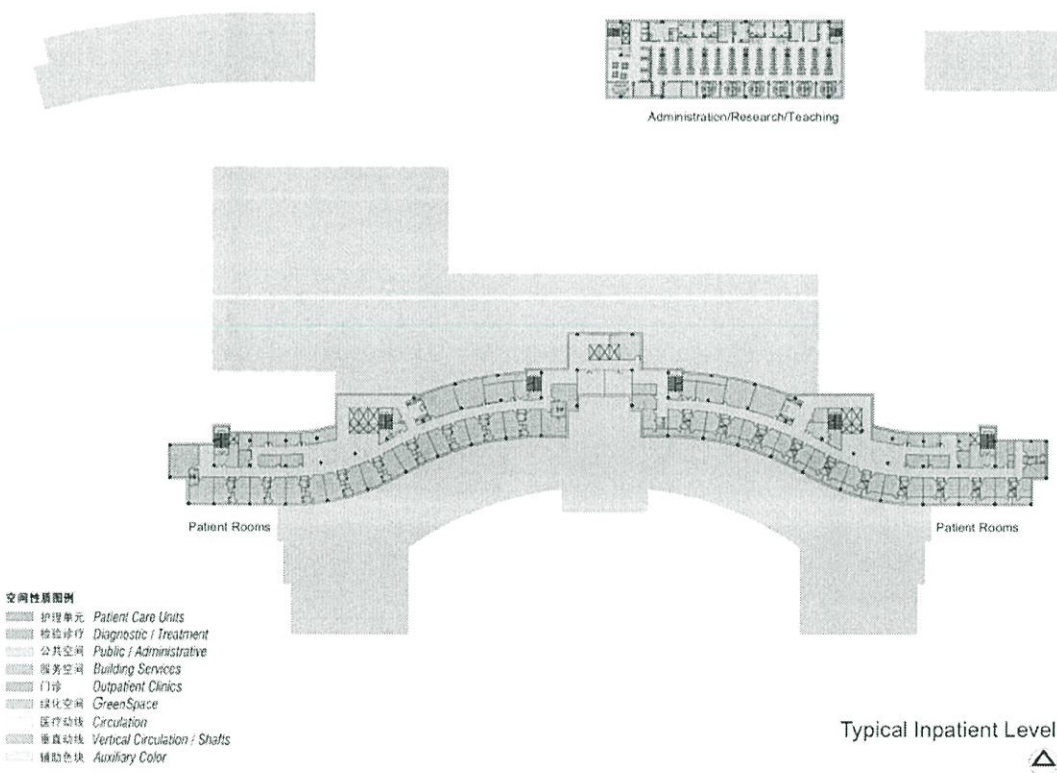 Administration/Research/Teaching
Patient Rooms
Patient Rooms
空间性质图例
护理单元 Patient Care Units
检验诊疗 Diagnostic / Treatment
公共空间 Public / Administrative
服务空间 Building Services
门诊 Outpatient Clinics
绿化空间 GreenSpace
医疗动线 Circulation
垂直动线 Vertical Circulation / Shafts
辅助色块 Auxiliary Color
Typical Inpatient Level